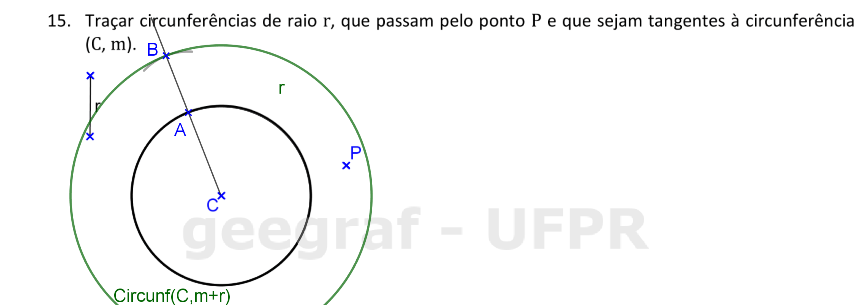 15. Traçar circunferências de raio r, que passam pelo ponto P e que sejam tangentes à circunferência
(C, m).
B
r
r
A
P
C
geegraf - UFPR
Circunf(C,m+r)